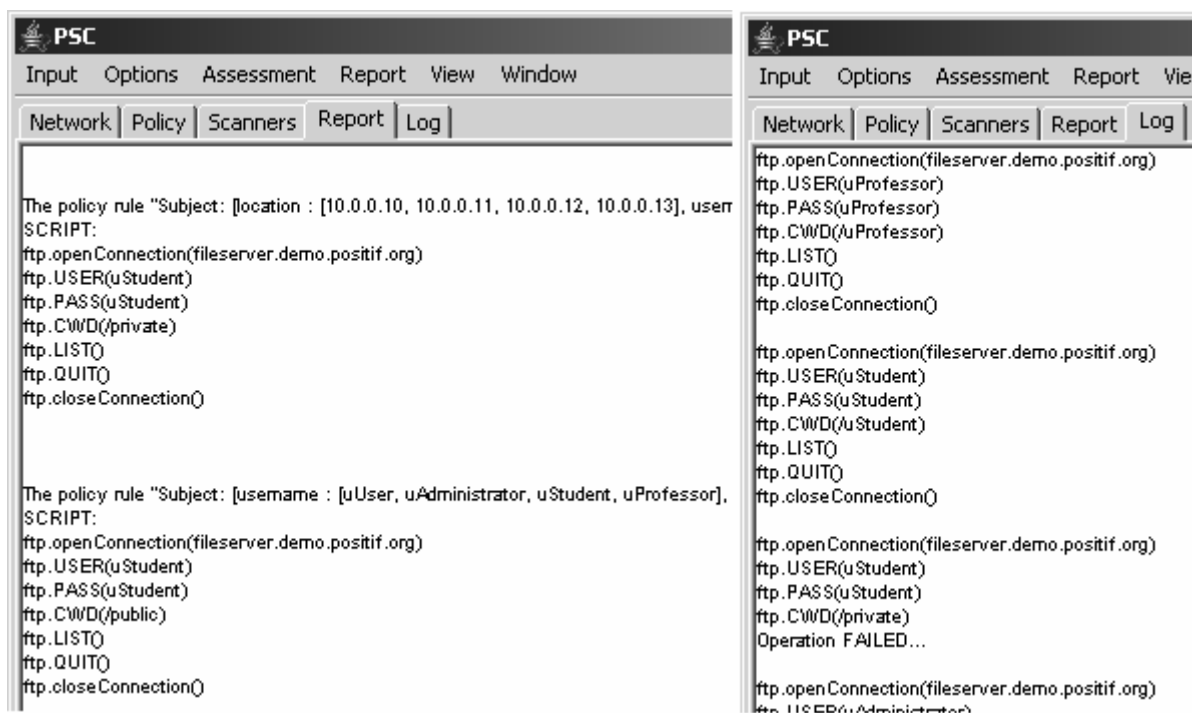 PSC
Input Options Assessment Report View Window
Network Policy Scanners Report Log
The policy rule "Subject: [location : [10.0.0.10, 10.0.0.11, 10.0.0.12, 10.0.0.13], usern
SCRIPT:
ftp.openConnection(fileserver.demo.positif.org)
ftp.USER(uStudent)
ftp.PASS(uStudent)
ftp.CWD(/private)
ftp.LIST()
ftp.QUIT()
ftp.closeConnection()
The policy rule "Subject: [username : [uUser, uAdministrator, uStudent, uProfessor],
SCRIPT:
ftp.openConnection(fileserver.demo.positif.org)
ftp.USER(uStudent)
ftp.PASS(uStudent)
ftp.CWD(/public)
ftp.LIST()
ftp.QUIT()
ftp.closeConnection()
PSC
Input Options Assessment Report Vie
Network Policy Scanners Report Log
ftp.openConnection(fileserver.demo.positif.org)
ftp.USER(uProfessor)
ftp.PASS(uProfessor)
ftp.CWD(/uProfessor)
ftp.LIST()
ftp.QUIT()
ftp.closeConnection()
ftp.openConnection(fileserver.demo.positif.org)
ftp.USER(uStudent)
ftp.PASS(uStudent)
ftp.CWD(/uStudent)
ftp.LIST()
ftp.QUIT()
ftp.closeConnection()
ftp.openConnection(fileserver.demo.positif.org)
ftp.USER(uStudent)
ftp.PASS(uStudent)
ftp.CWD(/private)
Operation FAILED...
ftp.openConnection(fileserver.demo.positif.org)
ftp.USER(uAdministrator)